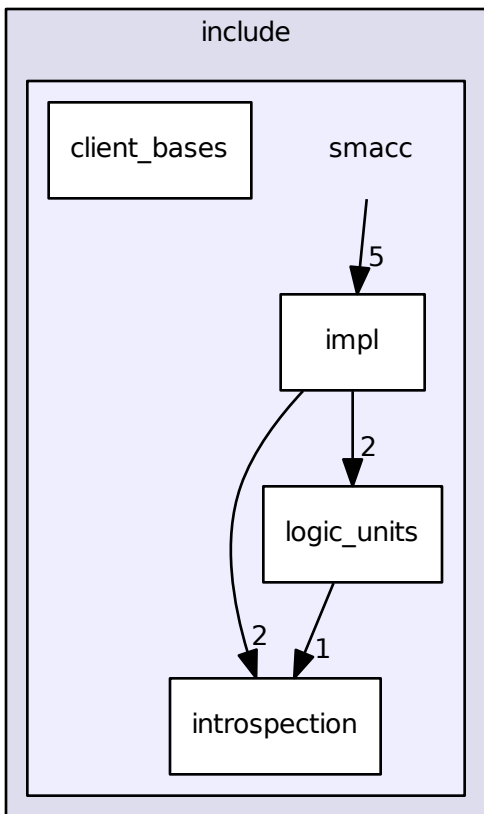 include
client_bases
smacc
5
impl
2
logic_units
2
1
introspection